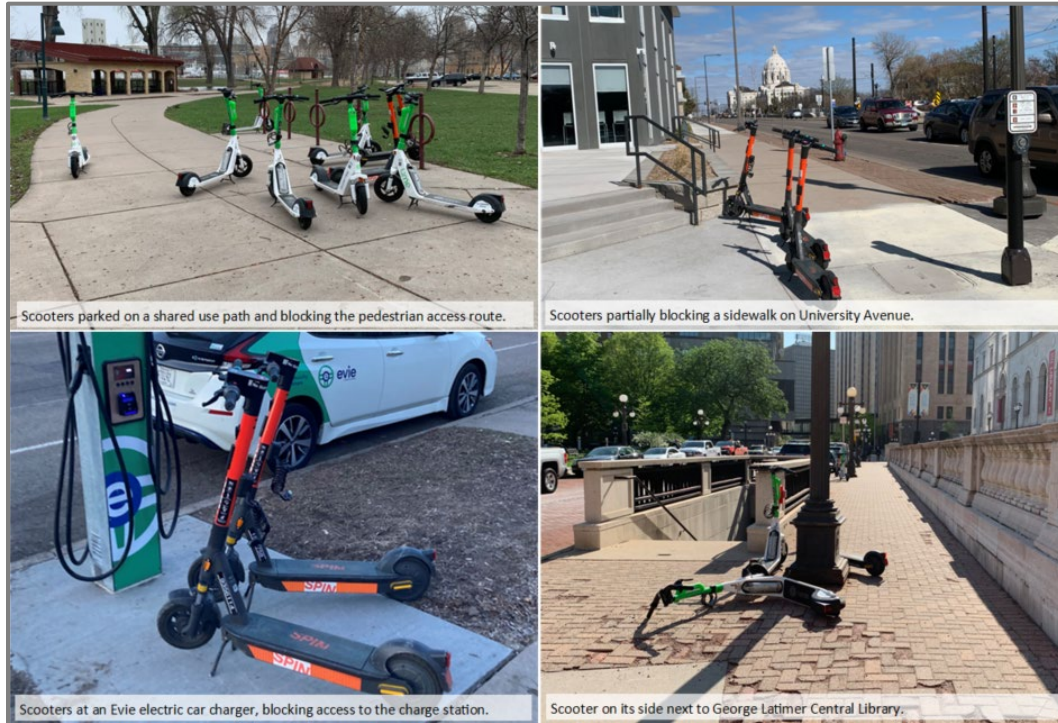 Scooters parked on a shared use path and blocking the pedestrian access route.
Scooters partially blocking a sidewalk on University Avenue.
evie
e
SPIN
SPIN
SPIN
SPIN
Scooters at an Evie electric car charger, blocking access to the charge station.
Scooter on its side next to George Latimer Central Library.